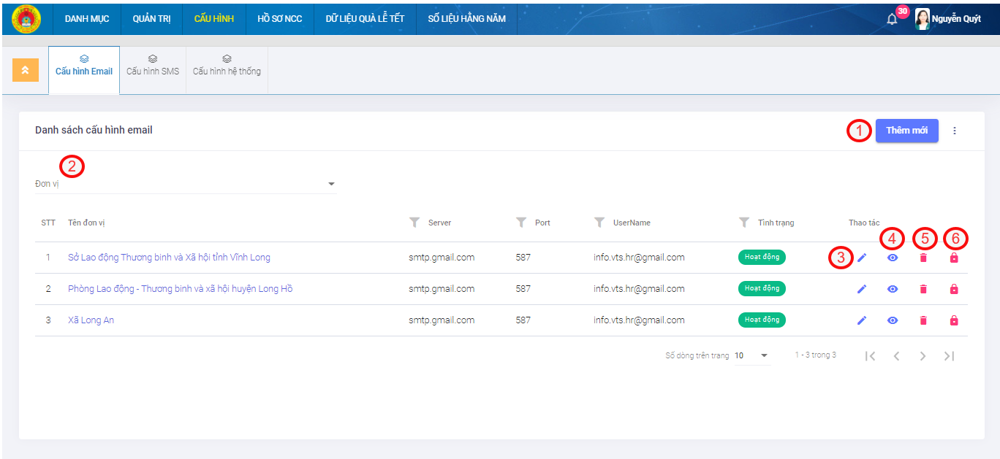 DANH MỤC QUẢN TRỊ CẤU HÌNH HỒ SƠ NCC DỮ LIỆU QUÀ LỄ TẾT SỐ LIỆU HẰNG NĂM 30 Nguyễn Quýt
Cấu hình Email Cấu hình SMS Cấu hình hệ thống
Danh sách cấu hình email 1 Thêm mới
2
Đơn vị
STT Tên đơn vị Server Port UserName Tình trạng Thao tác
4 5 6
1 Sở Lao động Thương binh và Xã hội tỉnh Vĩnh Long smtp.gmail.com 587 info.vts.hr@gmail.com Hoạt động 3
2 Phòng Lao động - Thương binh và xã hội huyện Long Hồ smtp.gmail.com 587 info.vts.hr@gmail.com Hoạt động
3 Xã Long An smtp.gmail.com 587 info.vts.hr@gmail.com Hoạt động
Số dòng trên trang 10 1 - 3 trong 3